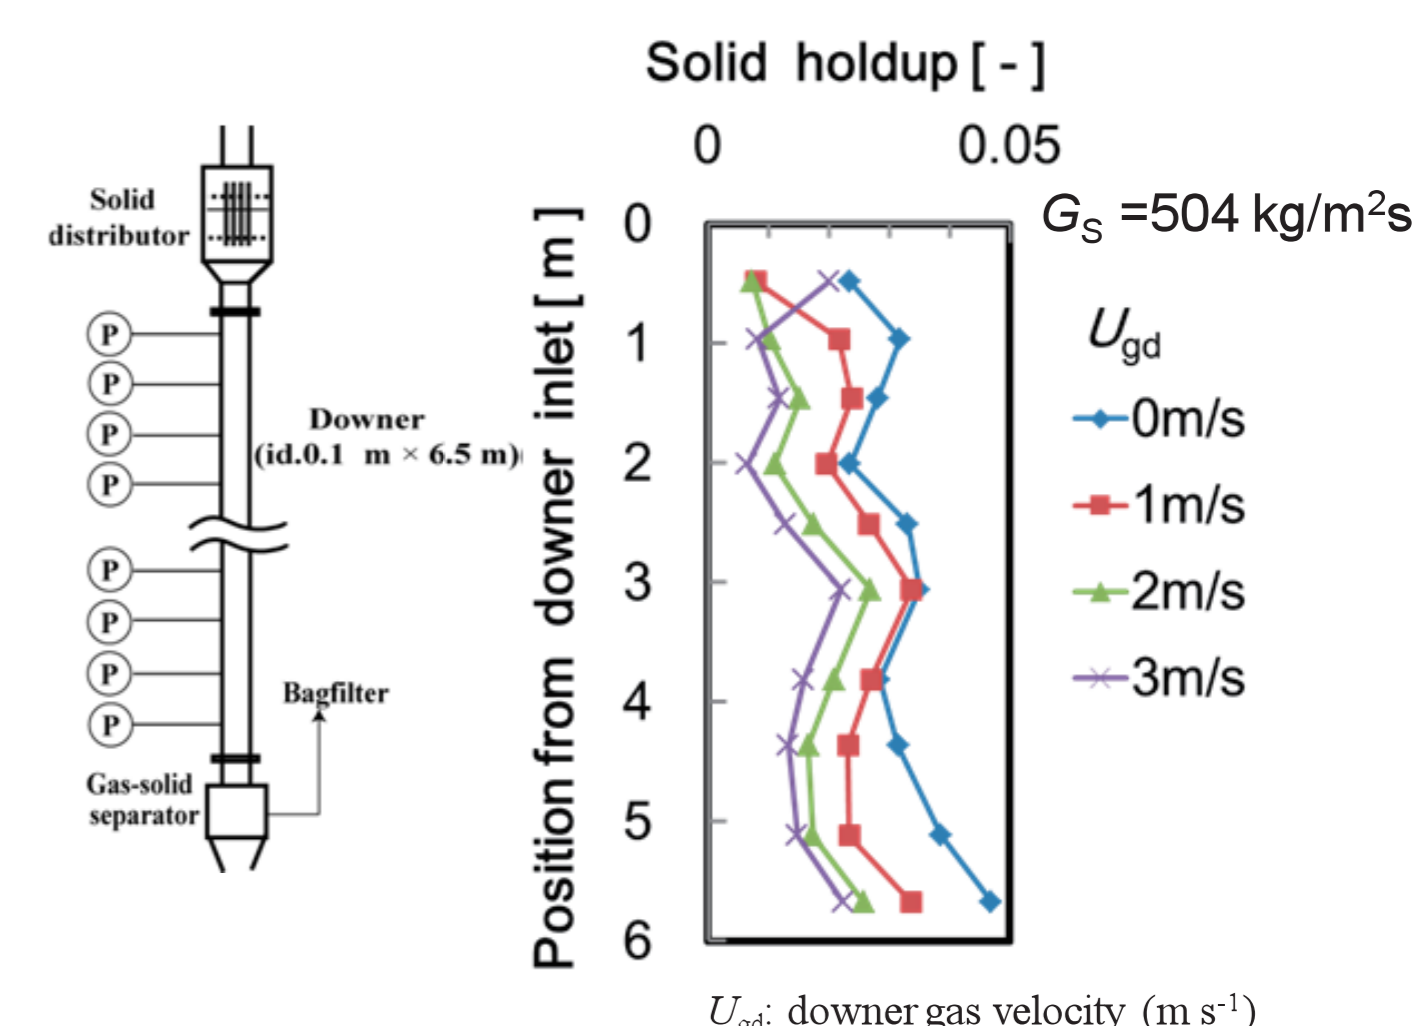 Solid holdup [ - ]
0 0.05
G_S =504 kg/m²s
Position from downer inlet [ m ]
0
1
2
3
4
5
6
U_gd
0m/s
1m/s
2m/s
3m/s
Solid
distributor
P
P
P
P
Downer
(id.0.1 m × 6.5 m)
P
P
P
P
Bagfilter
Gas-solid
separator
U_gd: downer gas velocity (m s⁻¹)